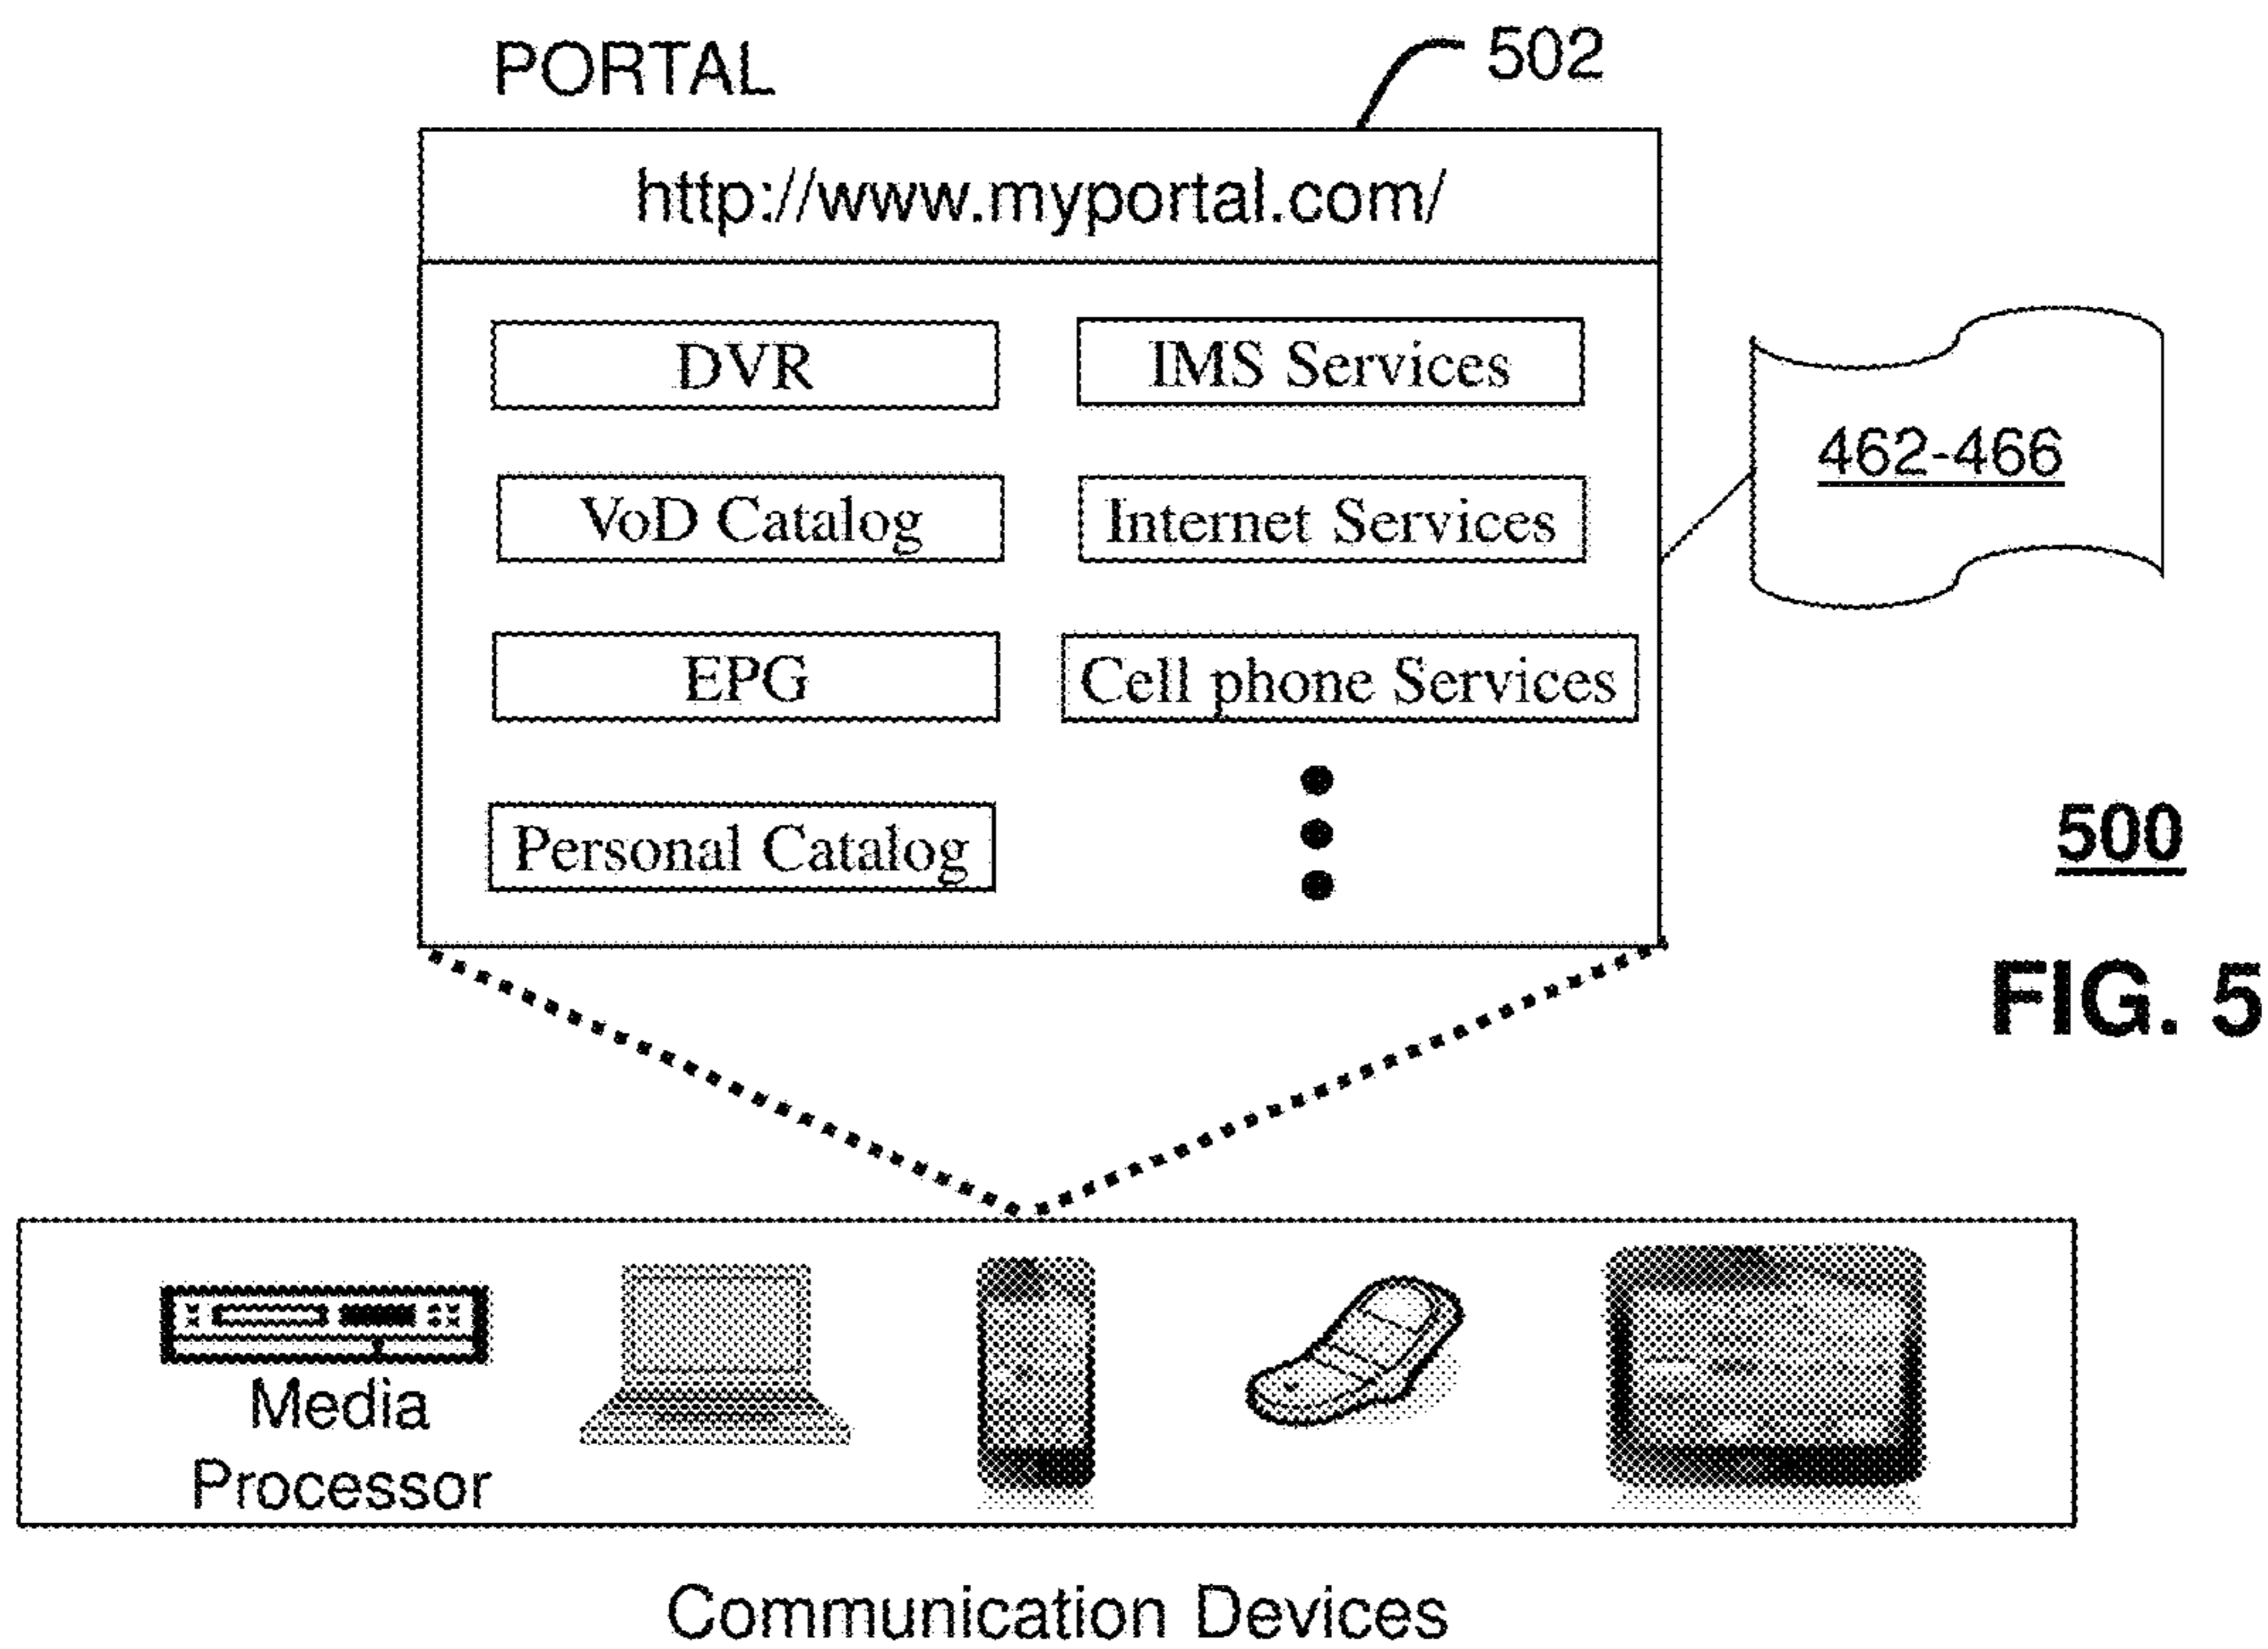 PORTAL
502
http://www.myportal.com/
DVR
IMS Services
VoD Catalog
Internet Services
462-466
EPG
Cell phone Services
Personal Catalog
500
FIG. 5
Media
Processor
Communication Devices